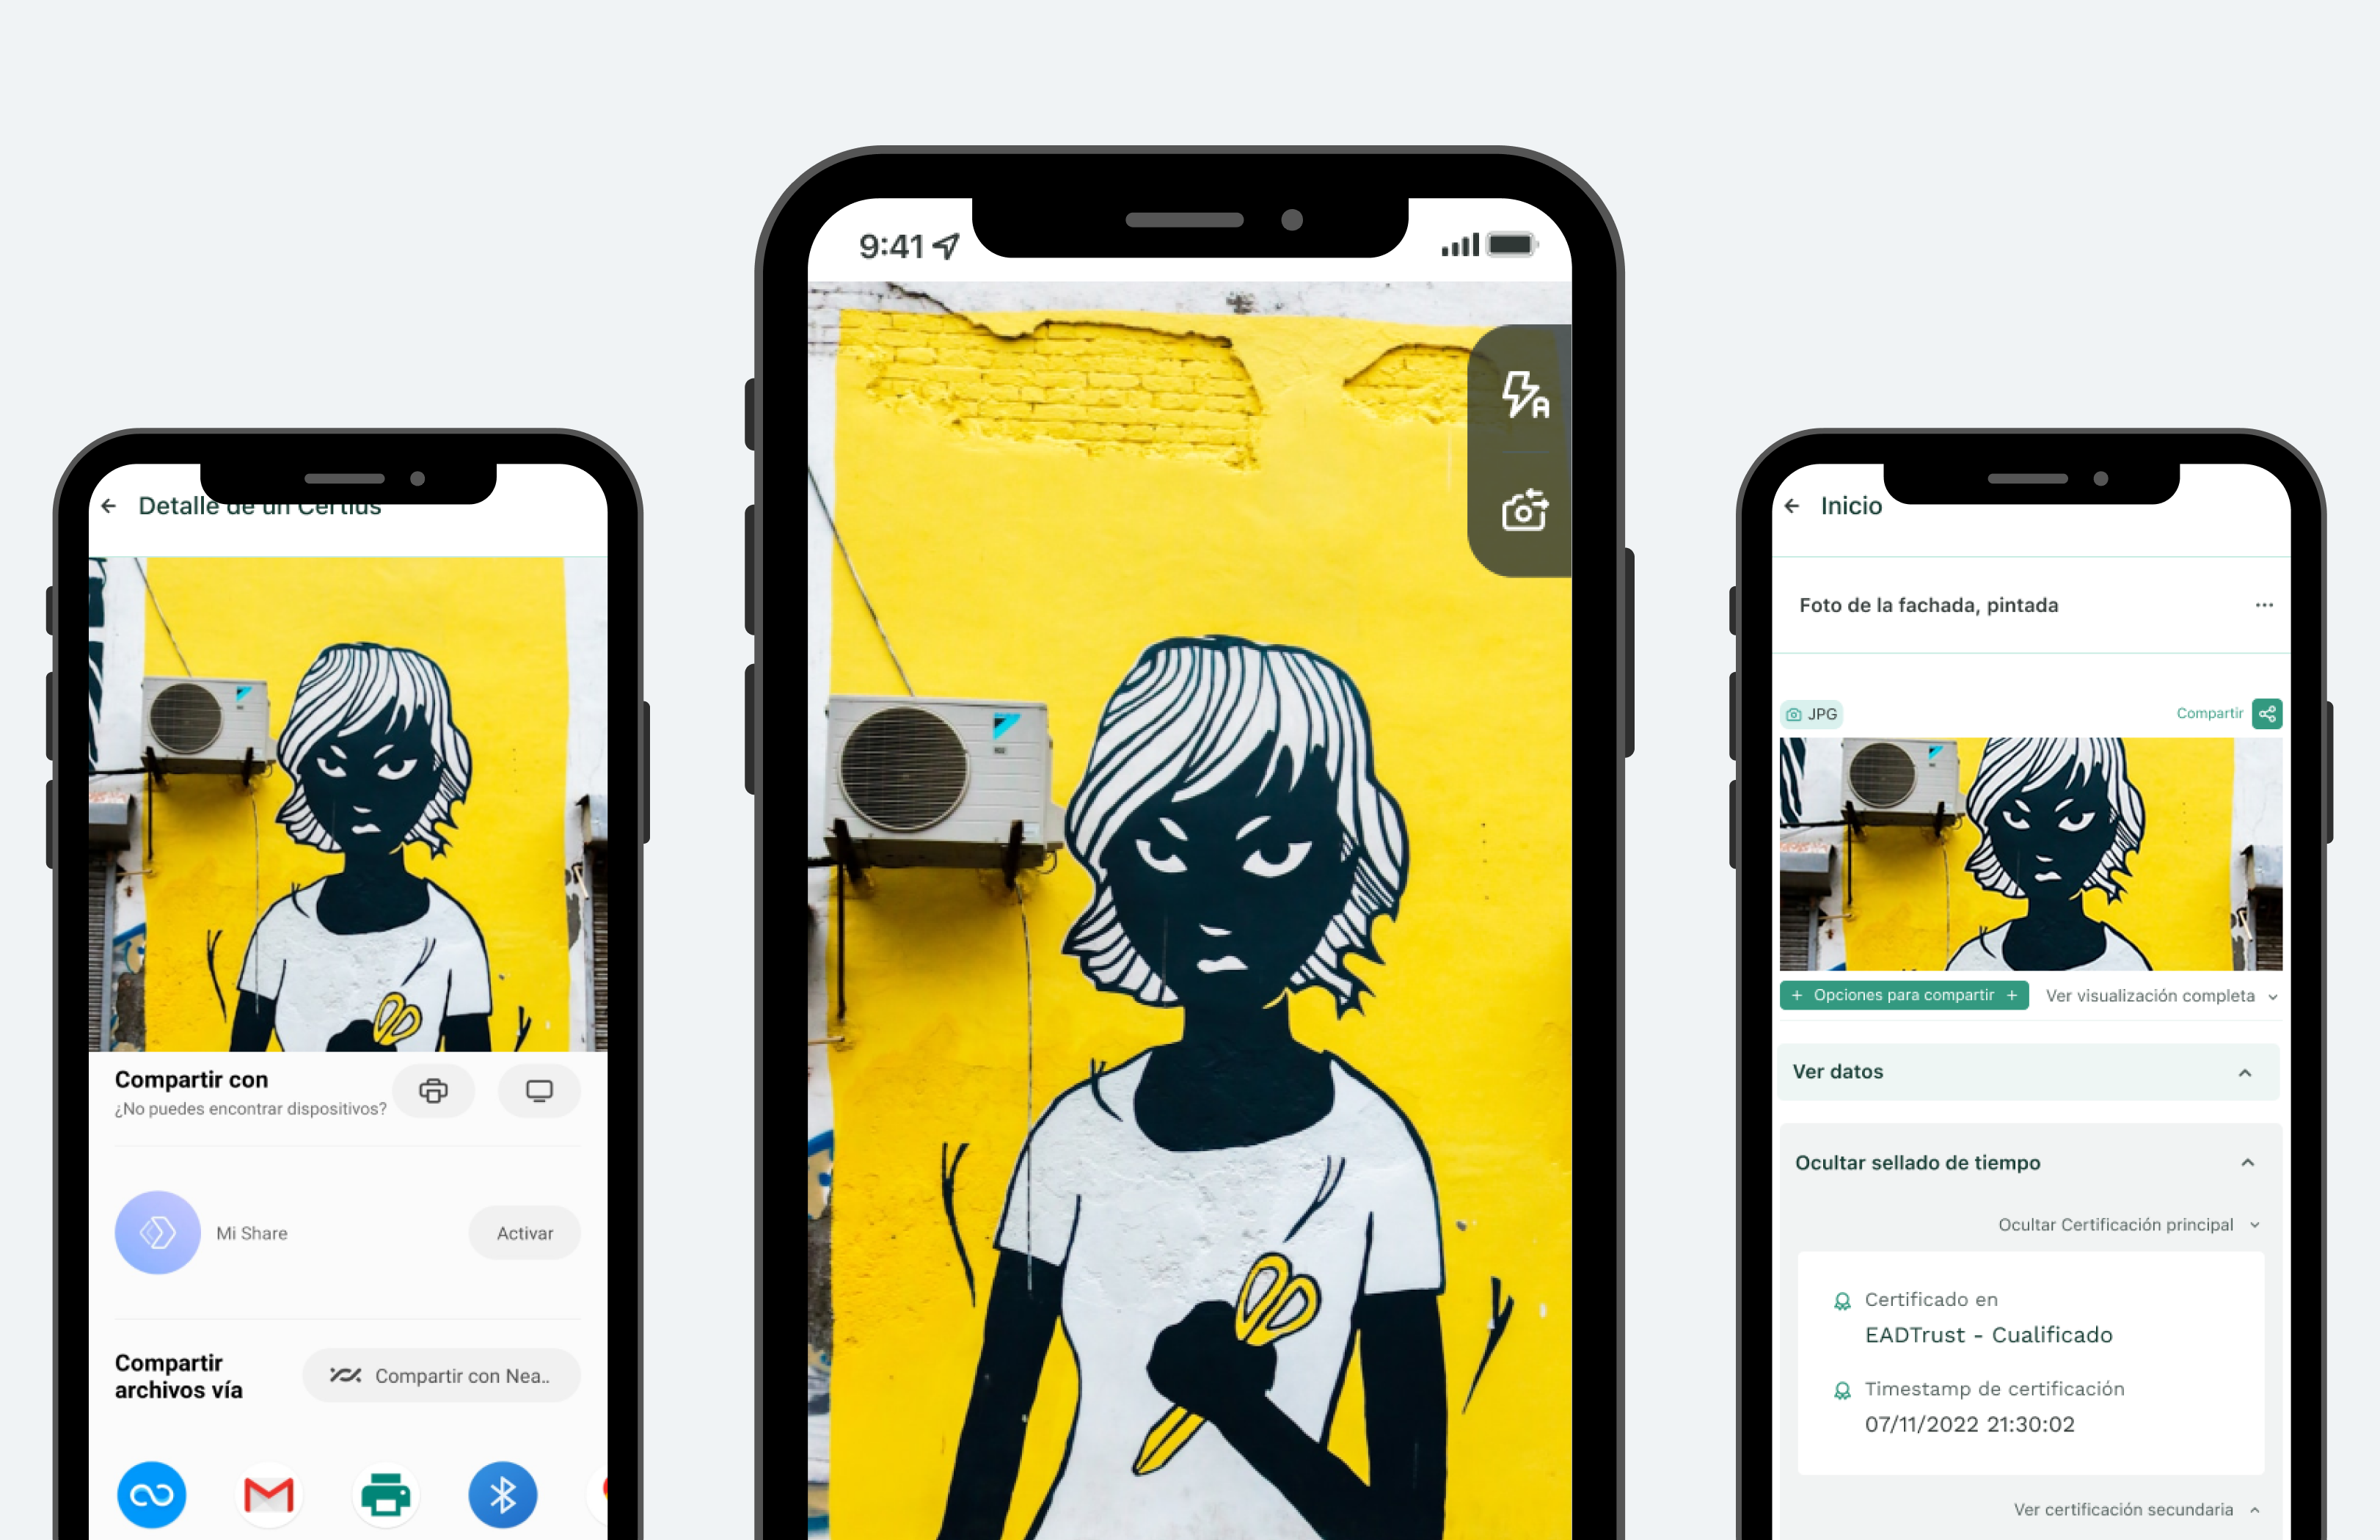 Detalle de un Certius
Compartir con
¿No puedes encontrar dispositivos?
Mi Share
Activar
Compartir
archivos vía
Compartir con Nea..
9:41
A
Inicio
Foto de la fachada, pintada
...
JPG
Compartir
+ Opciones para compartir +
Ver visualización completa
Ver datos
Ocultar sellado de tiempo
Ocultar Certificación principal
Certificado en
EADTrust - Cualificado
Timestamp de certificación
07/11/2022 21:30:02
Ver certificación secundaria